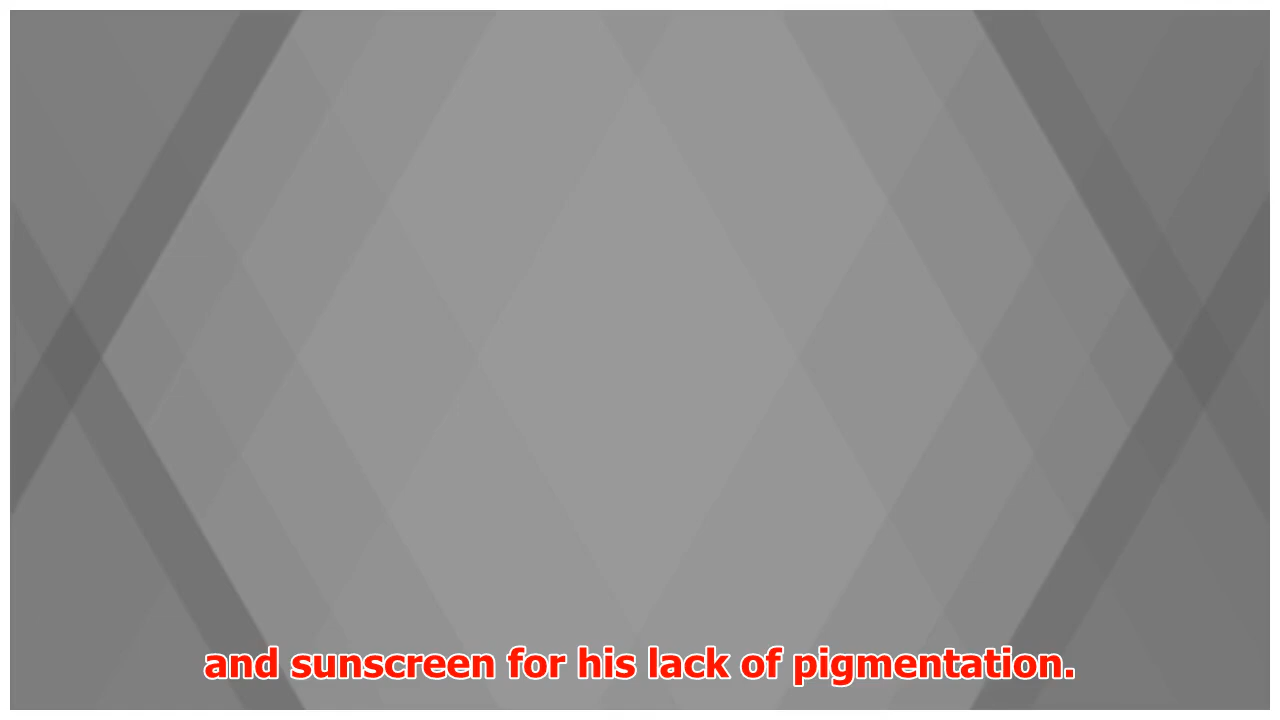 and sunscreen for his lack of pigmentation.